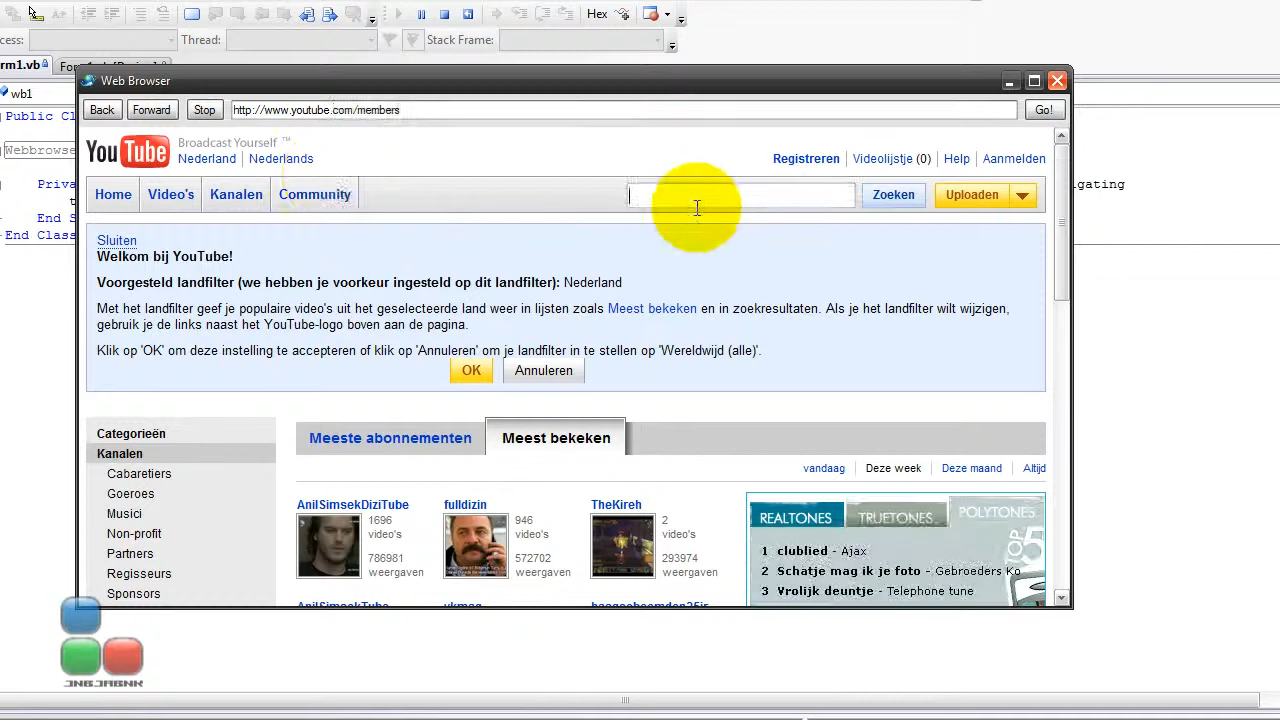 Hex
cess: Thread: Stack Frame:
rm1.vb
wb1
Web Browser
Back Forward Stop http://www.youtube.com/members Go!
Public Cl
Webbrowse
Priva
igating
t
End S
End Class
YouTube Broadcast Yourself ™
Nederland Nederlands Registreren Videolijstje (0) Help Aanmelden
Home Video's Kanalen Community Zoeken Uploaden
Sluiten
Welkom bij YouTube!
Voorgesteld landfilter (we hebben je voorkeur ingesteld op dit landfilter): Nederland
Met het landfilter geef je populaire video's uit het geselecteerde land weer in lijsten zoals Meest bekeken en in zoekresultaten. Als je het landfilter wilt wijzigen,
gebruik je de links naast het YouTube-logo boven aan de pagina.
Klik op 'OK' om deze instelling te accepteren of klik op 'Annuleren' om je landfilter in te stellen op 'Wereldwijd (alle)'.
OK Annuleren
Categorieën
Kanalen
Cabaretiers
Goeroes
Musici
Non-profit
Partners
Regisseurs
Sponsors
Meeste abonnementen Meest bekeken
vandaag Deze week Deze maand Altijd
AnilSimsekDiziTube
1696
video's
786981
weergaven
fulldizin
946
video's
572702
weergaven
TheKireh
2
video's
293974
weergaven
AnilSimsekTube
REALTONES TRUETONES POLYTONES
TOP 5
1 clublied - Ajax
2 Schatje mag ik je foto - Gebroeders Ko
3 Vrolijk deuntje - Telephone tune
JNBJABNK